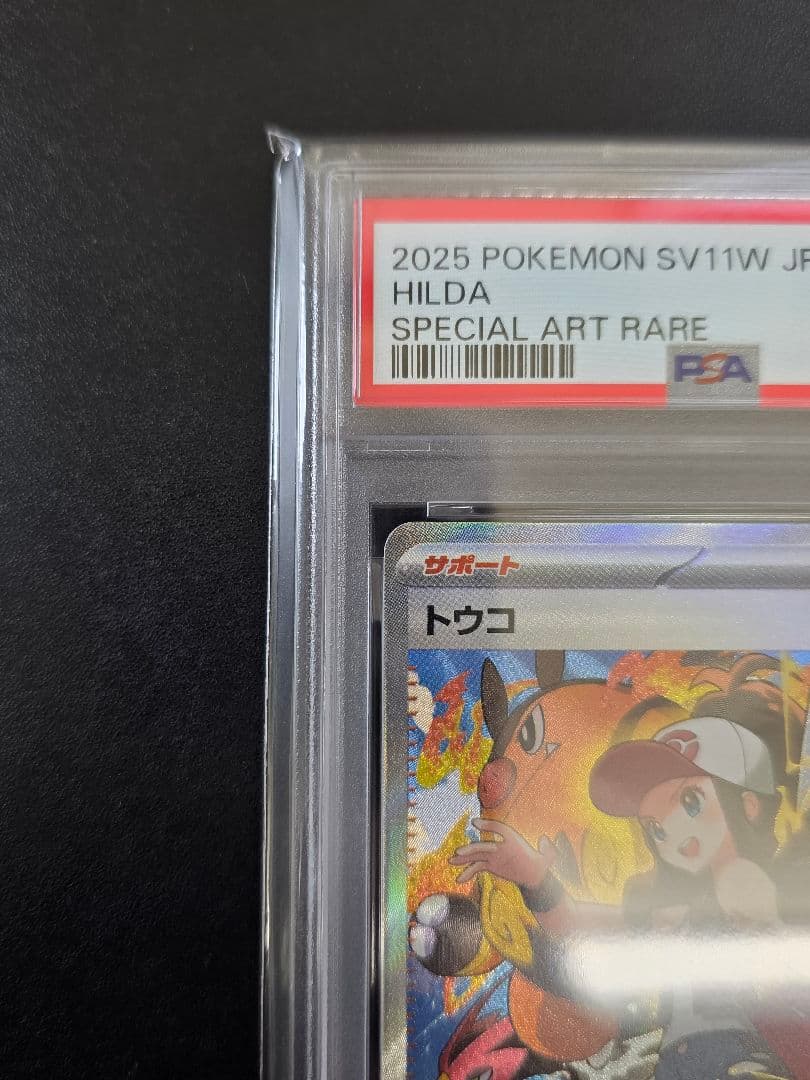 2025 POKEMON SV11W JP
HILDA
SPECIAL ART RARE
PSA
サポート
トウコ